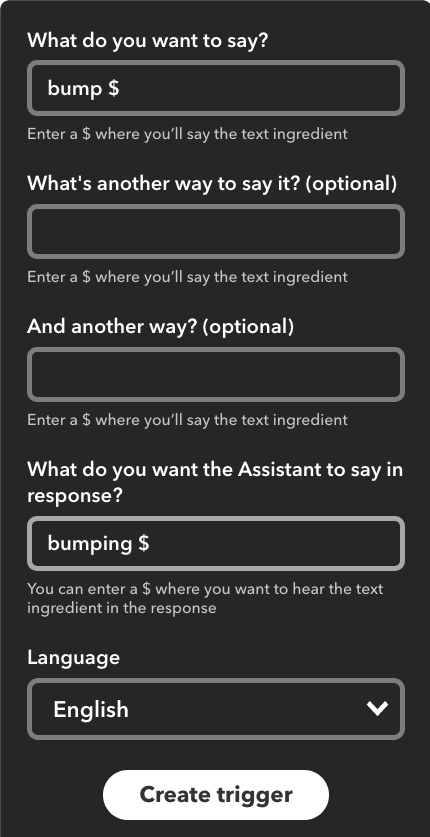 What do you want to say?
bump $
Enter a $ where you’ll say the text ingredient
What's another way to say it? (optional)
Enter a $ where you’ll say the text ingredient
And another way? (optional)
Enter a $ where you’ll say the text ingredient
What do you want the Assistant to say in
response?
bumping $
You can enter a $ where you want to hear the text
ingredient in the response
Language
English
Create trigger